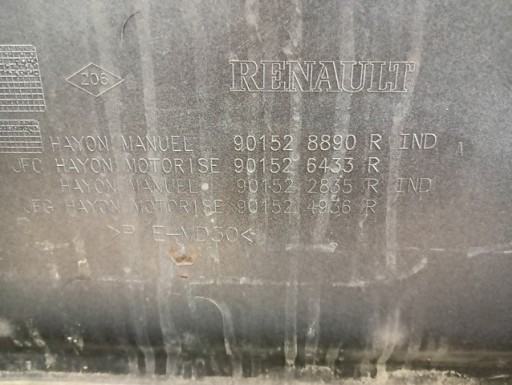 206 RENAULT
HAYON MANUEL 90152 8890 R IND A
JFC HAYON MOTORISE 90152 6433 R
HAYON MANUEL 90152 2835 R IND
JFG HAYON MOTORISE 90152 4936 R
>P E-MD30<